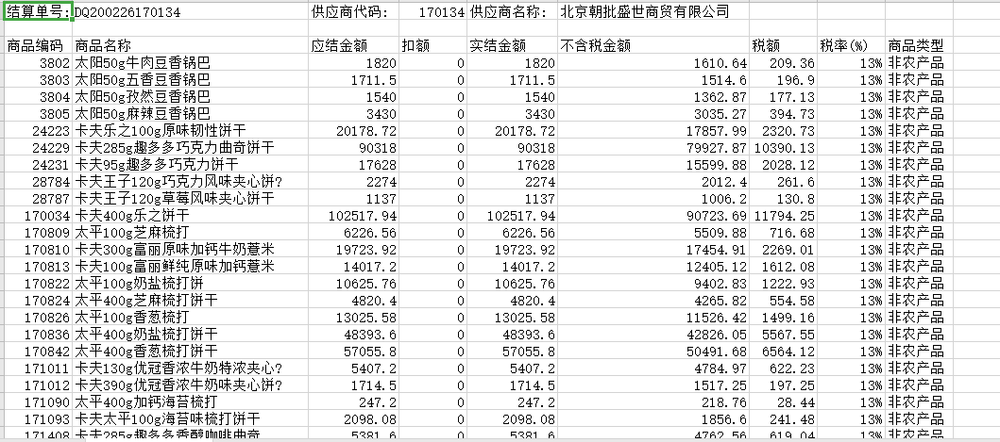 结算单号: DQ200226170134 供应商代码: 170134 供应商名称: 北京朝批盛世商贸有限公司
商品编码 商品名称 应结金额 扣额 实结金额 不含税金额 税额 税率(%) 商品类型
3802 太阳50g牛肉豆香锅巴 1820 0 1820 1610.64 209.36 13% 非农产品
3803 太阳50g五香豆香锅巴 1711.5 0 1711.5 1514.6 196.9 13% 非农产品
3804 太阳50g孜然豆香锅巴 1540 0 1540 1362.87 177.13 13% 非农产品
3805 太阳50g麻辣豆香锅巴 3430 0 3430 3035.27 394.73 13% 非农产品
24223 卡夫乐之100g原味韧性饼干 20178.72 0 20178.72 17857.99 2320.73 13% 非农产品
24229 卡夫285g趣多多巧克力曲奇饼干 90318 0 90318 79927.87 10390.13 13% 非农产品
24231 卡夫95g趣多多巧克力饼干 17628 0 17628 15599.88 2028.12 13% 非农产品
28784 卡夫王子120g巧克力风味夹心饼? 2274 0 2274 2012.4 261.6 13% 非农产品
28787 卡夫王子120g草莓风味夹心饼干 1137 0 1137 1006.2 130.8 13% 非农产品
170034 卡夫400g乐之饼干 102517.94 0 102517.94 90723.69 11794.25 13% 非农产品
170809 太平100g芝麻梳打 6226.56 0 6226.56 5509.88 716.68 13% 非农产品
170810 卡夫300g富丽原味加钙牛奶薏米 19723.92 0 19723.92 17454.91 2269.01 13% 非农产品
170813 卡夫100g富丽鲜纯原味加钙薏米 14017.2 0 14017.2 12405.12 1612.08 13% 非农产品
170822 太平100g奶盐梳打饼 10625.76 0 10625.76 9402.83 1222.93 13% 非农产品
170824 太平400g芝麻梳打饼干 4820.4 0 4820.4 4265.82 554.58 13% 非农产品
170826 太平100g香葱梳打 13025.58 0 13025.58 11526.42 1499.16 13% 非农产品
170836 太平400g奶盐梳打饼干 48393.6 0 48393.6 42826.05 5567.55 13% 非农产品
170842 太平400g香葱梳打饼干 57055.8 0 57055.8 50491.68 6564.12 13% 非农产品
171011 卡夫130g优冠香浓牛奶特浓夹心? 5407.2 0 5407.2 4784.97 622.23 13% 非农产品
171012 卡夫390g优冠香浓牛奶味夹心饼? 1714.5 0 1714.5 1517.25 197.25 13% 非农产品
171090 太平400g加钙海苔梳打 247.2 0 247.2 218.76 28.44 13% 非农产品
171093 卡夫太平100g海苔味梳打饼干 2098.08 0 2098.08 1856.6 241.48 13% 非农产品
171408 卡夫285g趣多多香醇咖啡曲奇 5381.6 0 5381.6 4762.56 619.04 13% 非农产品